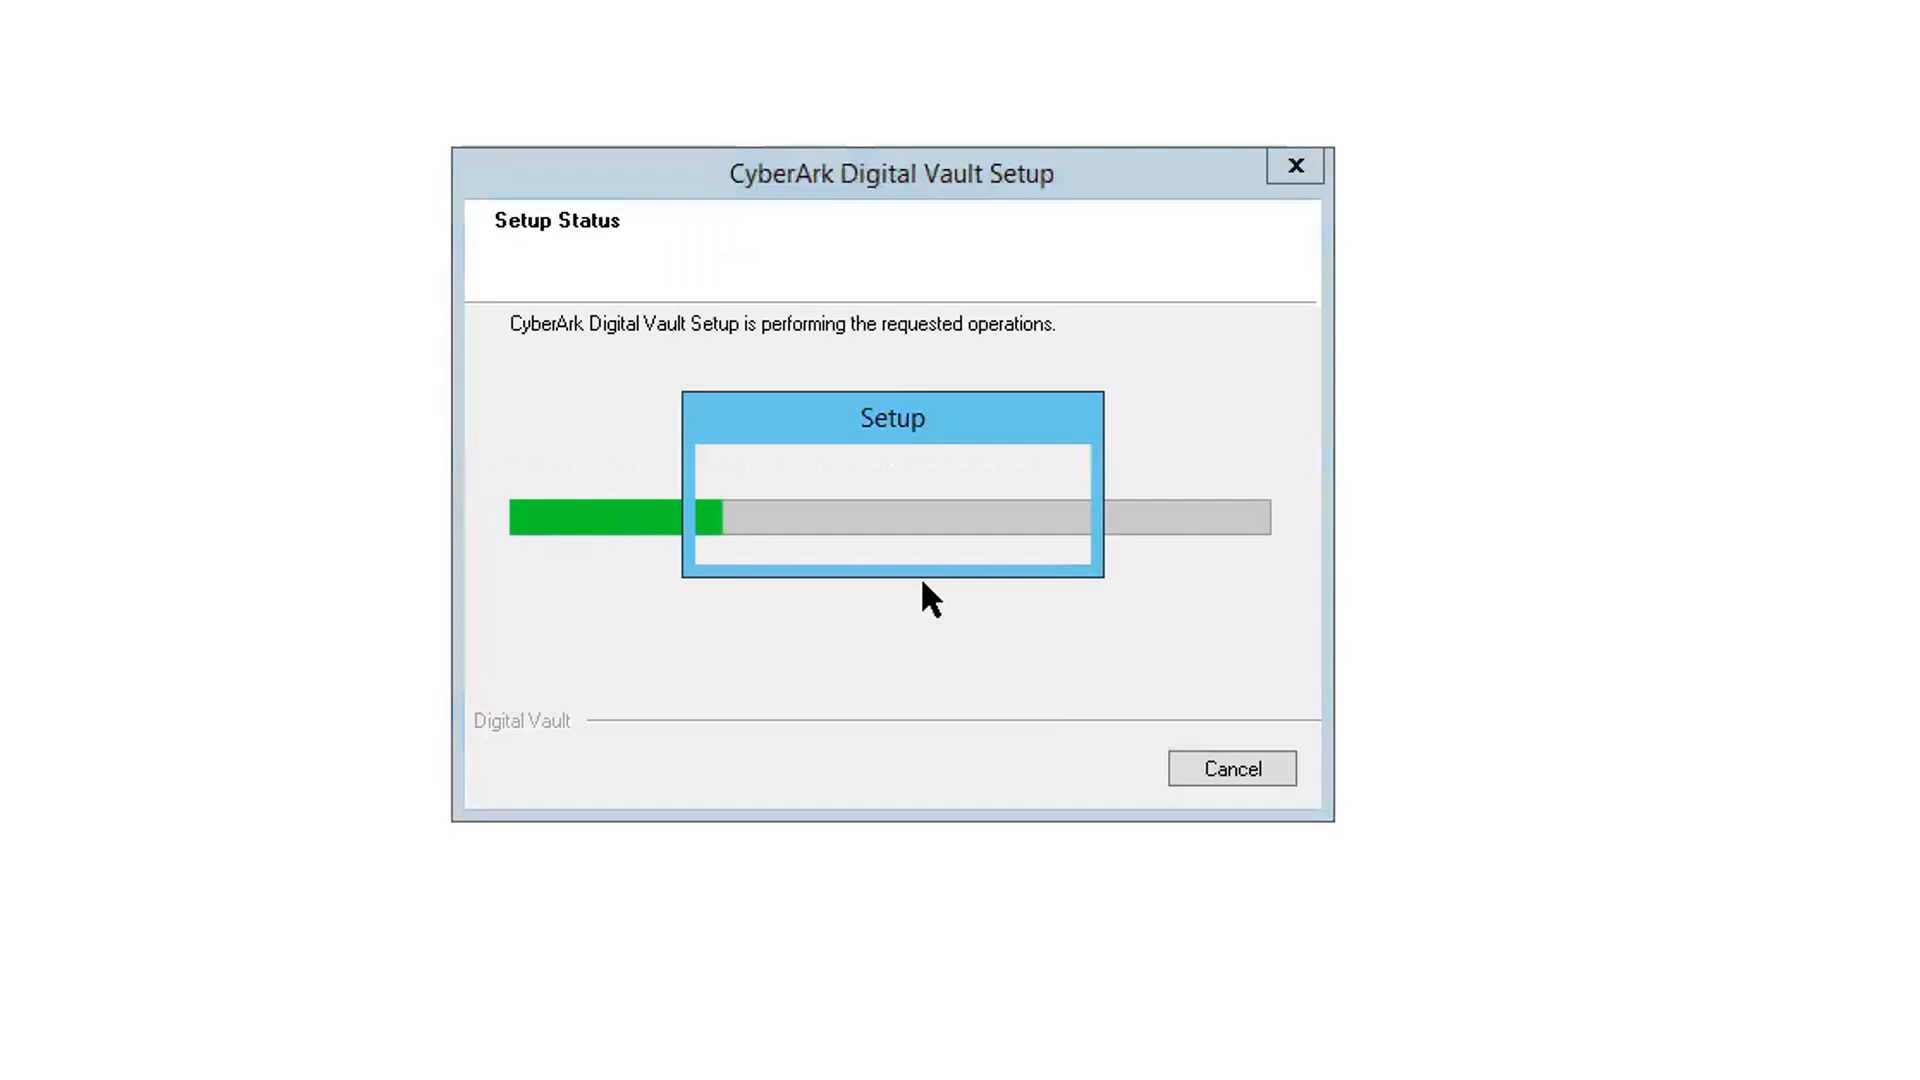 CyberArk Digital Vault Setup
x
Setup Status
CyberArk Digital Vault Setup is performing the requested operations.
Setup
Digital Vault
Cancel